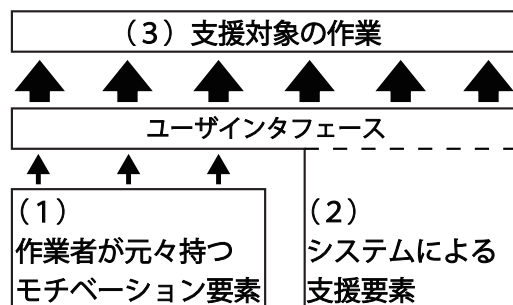 （3）支援対象の作業
ユーザインタフェース
（1）
作業者が元々持つ
モチベーション要素
（2）
システムによる
支援要素